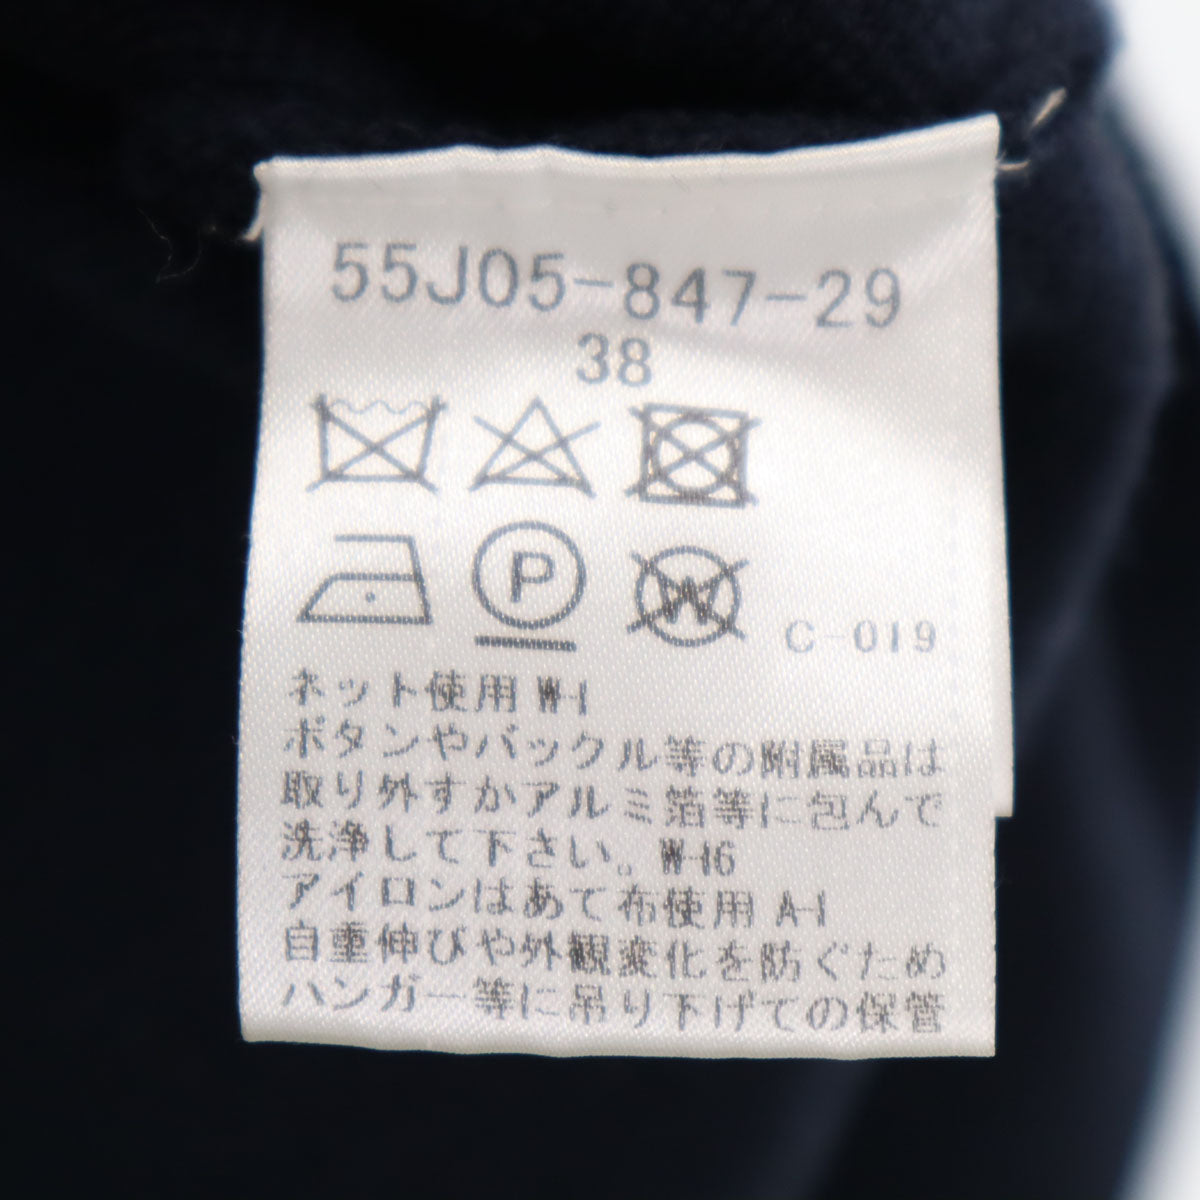 55J05-847-29
38
P
W
C-019
ネット使用 W-1
ボタンやバックル等の附属品は
取り外すかアルミ箔等に包んで
洗浄して下さい。W-16
アイロンはあて布使用 A-1
自重伸びや外観変化を防ぐため
ハンガー等に吊り下げての保管